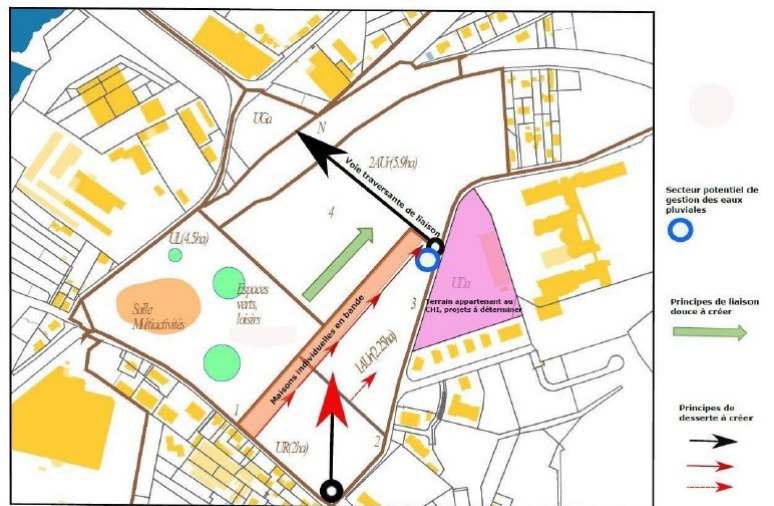 UGa
N
2AUr(5.9ha)
Voie traversante de liaison
4
UL(4.5ha)
Espaces
verts,
loisirs
Salle
Multiactivités
UDa
Terrain appartenant au
CHI, projets à déterminer
3
Maisons individuelles en bande
1AUr(2.25ha)
1
UR(2ha)
2
Secteur potentiel de
gestion des eaux
pluviales
Principes de liaison
douce à créer
Principes de
desserte à créer